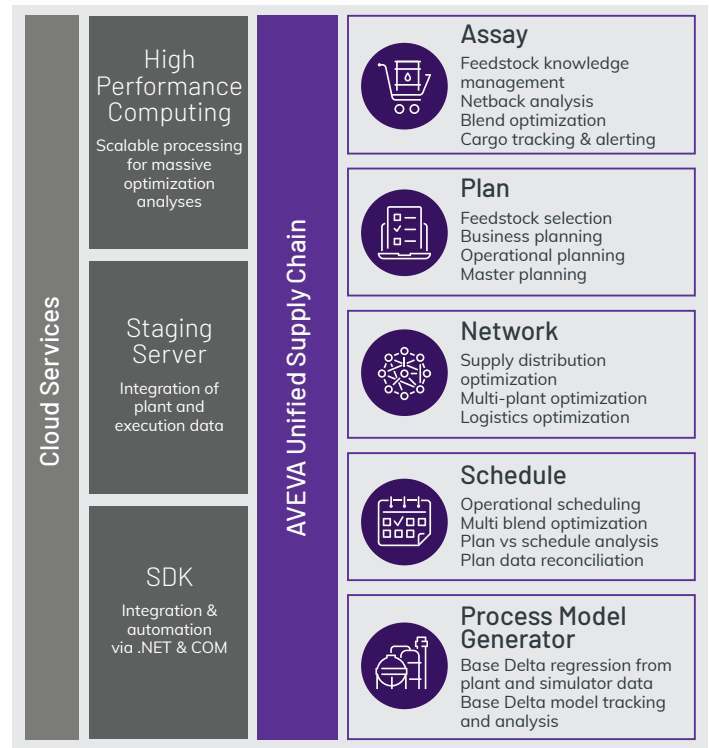 Cloud Services
High
Performance
Computing
Scalable processing
for massive
optimization
analyses
Staging
Server
Integration of
plant and
execution data
SDK
Integration &
automation
via .NET & COM
AVEVA Unified Supply Chain
Assay
Feedstock knowledge
management
Netback analysis
Blend optimization
Cargo tracking & alerting
Plan
Feedstock selection
Business planning
Operational planning
Master planning
Network
Supply distribution
optimization
Multi-plant optimization
Logistics optimization
Schedule
Operational scheduling
Multi blend optimization
Plan vs schedule analysis
Plan data reconciliation
Process Model
Generator
Base Delta regression from
plant and simulator data
Base Delta model tracking
and analysis